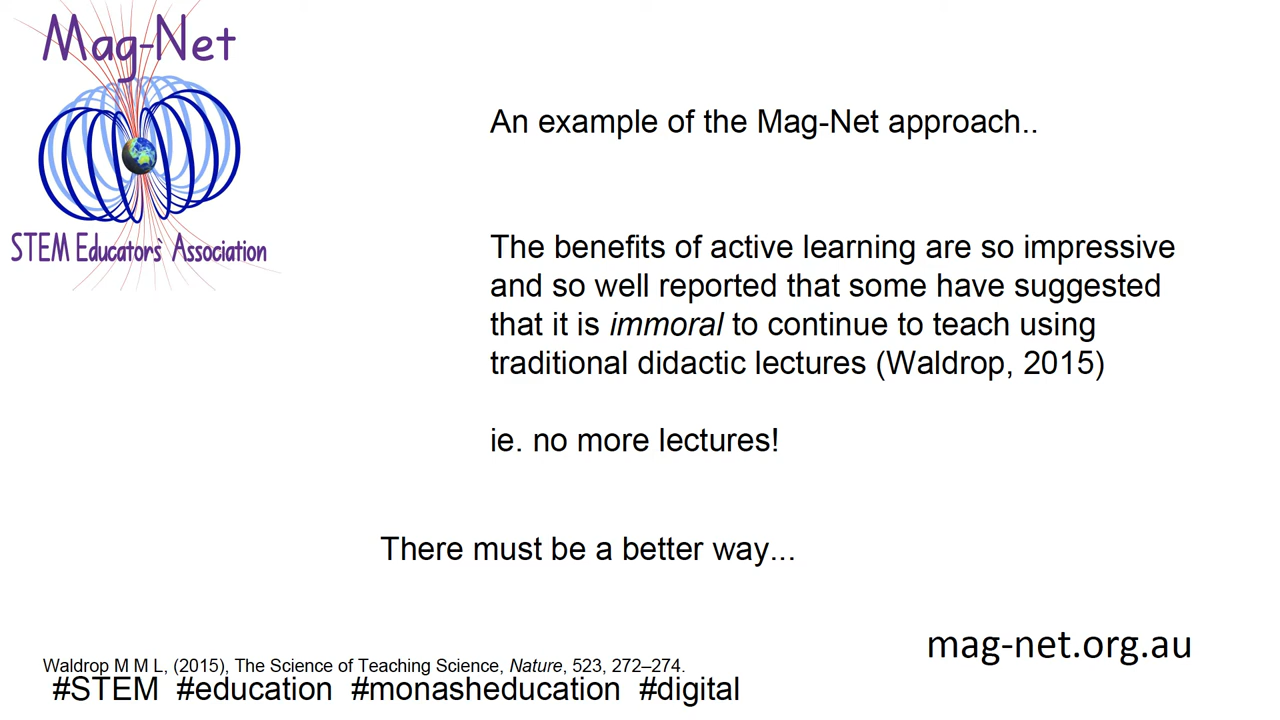 Mag-Net
STEM Educators` Association
An example of the Mag-Net approach..
The benefits of active learning are so impressive
and so well reported that some have suggested
that it is immoral to continue to teach using
traditional didactic lectures (Waldrop, 2015)
ie. no more lectures!
There must be a better way...
mag-net.org.au
Waldrop M M L, (2015), The Science of Teaching Science, Nature, 523, 272–274.
#STEM #education #monasheducation #digital